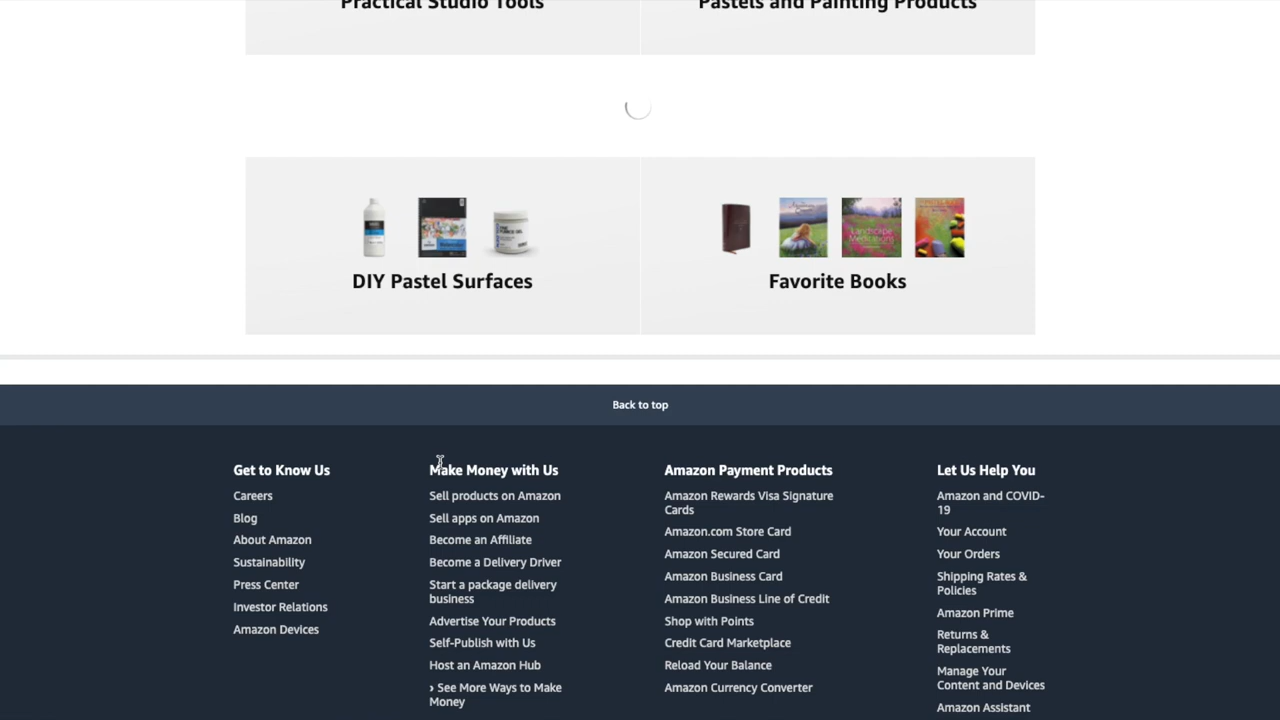 Practical Studio Tools
Pastels and Painting Products
Landscape
Meditations
DIY Pastel Surfaces
Favorite Books
Back to top
Get to Know Us
Careers
Blog
About Amazon
Sustainability
Press Center
Investor Relations
Amazon Devices
Make Money with Us
Sell products on Amazon
Sell apps on Amazon
Become an Affiliate
Become a Delivery Driver
Start a package delivery
business
Advertise Your Products
Self-Publish with Us
Host an Amazon Hub
› See More Ways to Make
Money
Amazon Payment Products
Amazon Rewards Visa Signature
Cards
Amazon.com Store Card
Amazon Secured Card
Amazon Business Card
Amazon Business Line of Credit
Shop with Points
Credit Card Marketplace
Reload Your Balance
Amazon Currency Converter
Let Us Help You
Amazon and COVID-
19
Your Account
Your Orders
Shipping Rates &
Policies
Amazon Prime
Returns &
Replacements
Manage Your
Content and Devices
Amazon Assistant